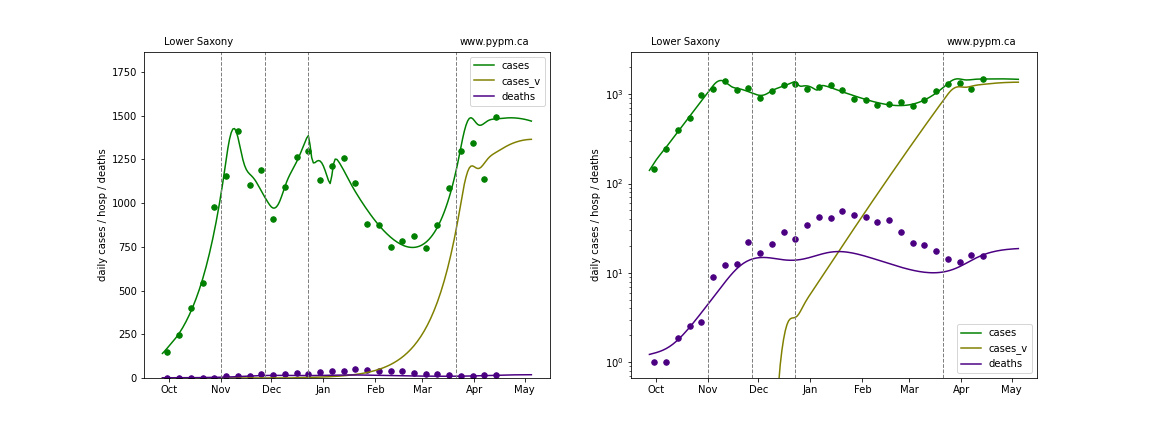 Lower Saxony www.pypm.ca
cases
cases_v
deaths
daily cases / hosp / deaths
1750
1500
1250
1000
750
500
250
0
Oct Nov Dec Jan Feb Mar Apr May
Lower Saxony www.pypm.ca
daily cases / hosp / deaths
10³
10²
10¹
10⁰
cases
cases_v
deaths
Oct Nov Dec Jan Feb Mar Apr May